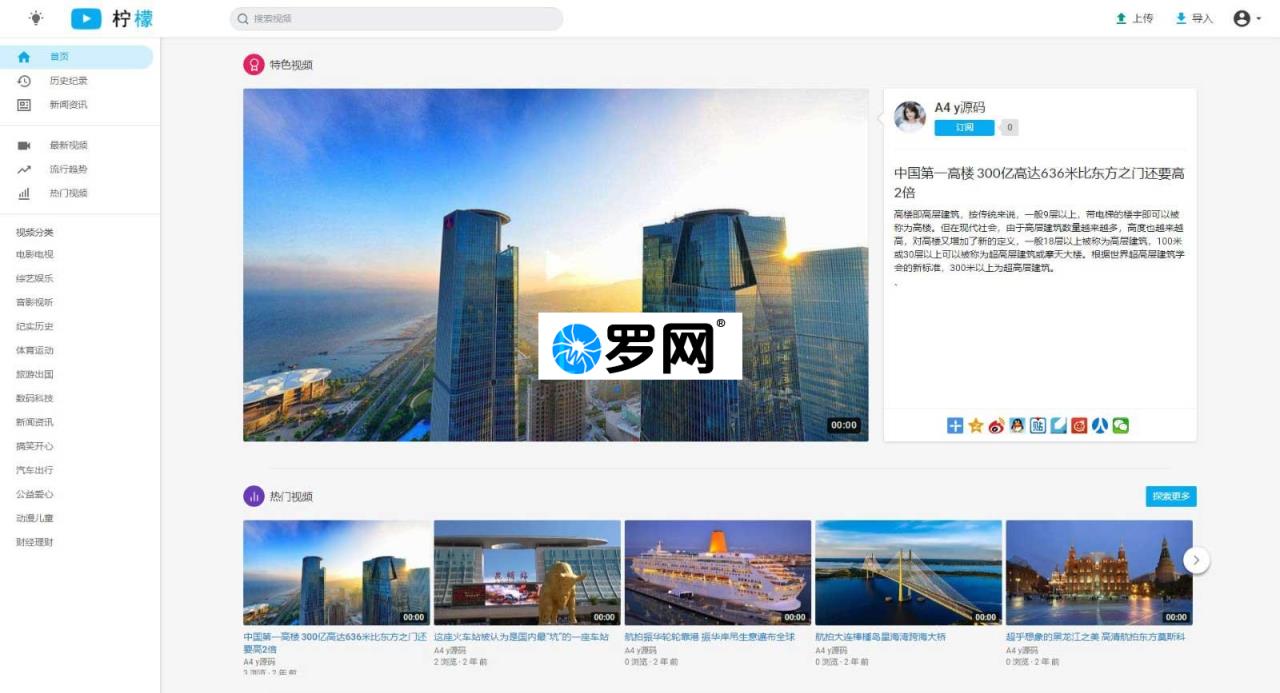 柠檬
搜索视频
上传
导入
首页
历史纪录
新闻资讯
最新视频
流行趋势
热门视频
视频分类
电影电视
综艺娱乐
音影视听
纪实历史
体育运动
旅游出国
数码科技
新闻资讯
搞笑开心
汽车出行
公益爱心
动漫儿童
财经理财
特色视频
罗网®
00:00
A4 y源码
订阅
0
中国第一高楼 300亿高达636米比东方之门还要高
2倍
高楼即高层建筑，按传统来说，一般9层以上，带电梯的楼宇即可以被
称为高楼。但在现代社会，由于高层建筑数量越来越多，高度也越来越
高，对高楼又增加了新的定义，一般18层以上被称为高层建筑，100米
或30层以上可以被称为超高层建筑或摩天大楼。根据世界超高层建筑学
会的新标准，300米以上为超高层建筑。
、
热门视频
探索更多
00:00
中国第一高楼 300亿高达636米比东方之门还
要高2倍
A4 y源码
3 浏览 · 2 年 前
00:00
这座火车站被认为是国内最“坑”的一座车站
A4 y源码
2 浏览 · 2 年 前
00:00
航拍振华轮轮靠港 振华岸吊生意遍布全球
A4 y源码
0 浏览 · 2 年 前
00:00
航拍大连棒棰岛星海湾跨海大桥
A4 y源码
0 浏览 · 2 年 前
00:00
超乎想象的黑龙江之美 高清航拍东方莫斯科
A4 y源码
0 浏览 · 2 年 前